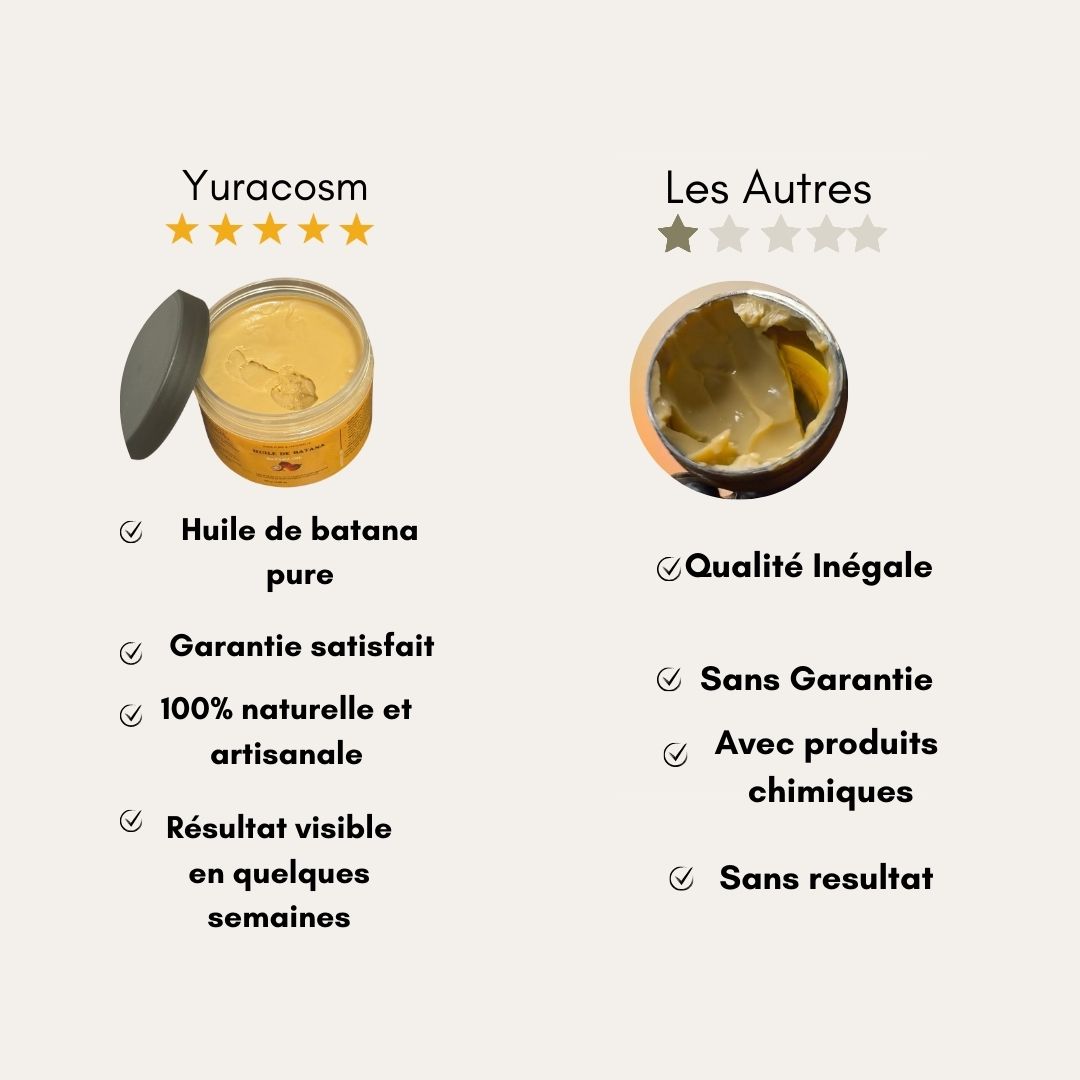 Yuracosm
Huile de batana
pure
Garantie satisfait
100% naturelle et
artisanale
Résultat visible
en quelques
semaines
Les Autres
Qualité Inégale
Sans Garantie
Avec produits
chimiques
Sans resultat
HUILE DE BATANA